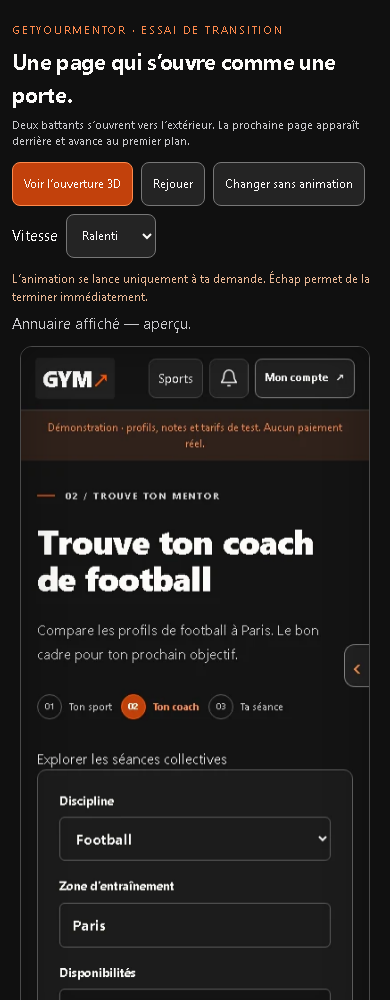 GETYOURMENTOR · ESSAI DE TRANSITION
Une page qui s’ouvre comme une
porte.
Deux battants s’ouvrent vers l’extérieur. La prochaine page apparaît
derrière et avance au premier plan.
Voir l’ouverture 3D
Rejouer
Changer sans animation
Vitesse
Ralenti
L’animation se lance uniquement à ta demande. Échap permet de la
terminer immédiatement.
Annuaire affiché — aperçu.
GYM↗
Sports
Mon compte ↗
Démonstration · profils, notes et tarifs de test. Aucun paiement
réel.
02 / TROUVE TON MENTOR
Trouve ton coach
de football
Compare les profils de football à Paris. Le bon
cadre pour ton prochain objectif.
01 Ton sport 02 Ton coach 03 Ta séance
Explorer les séances collectives
Discipline
Football
Zone d’entraînement
Paris
Disponibilités